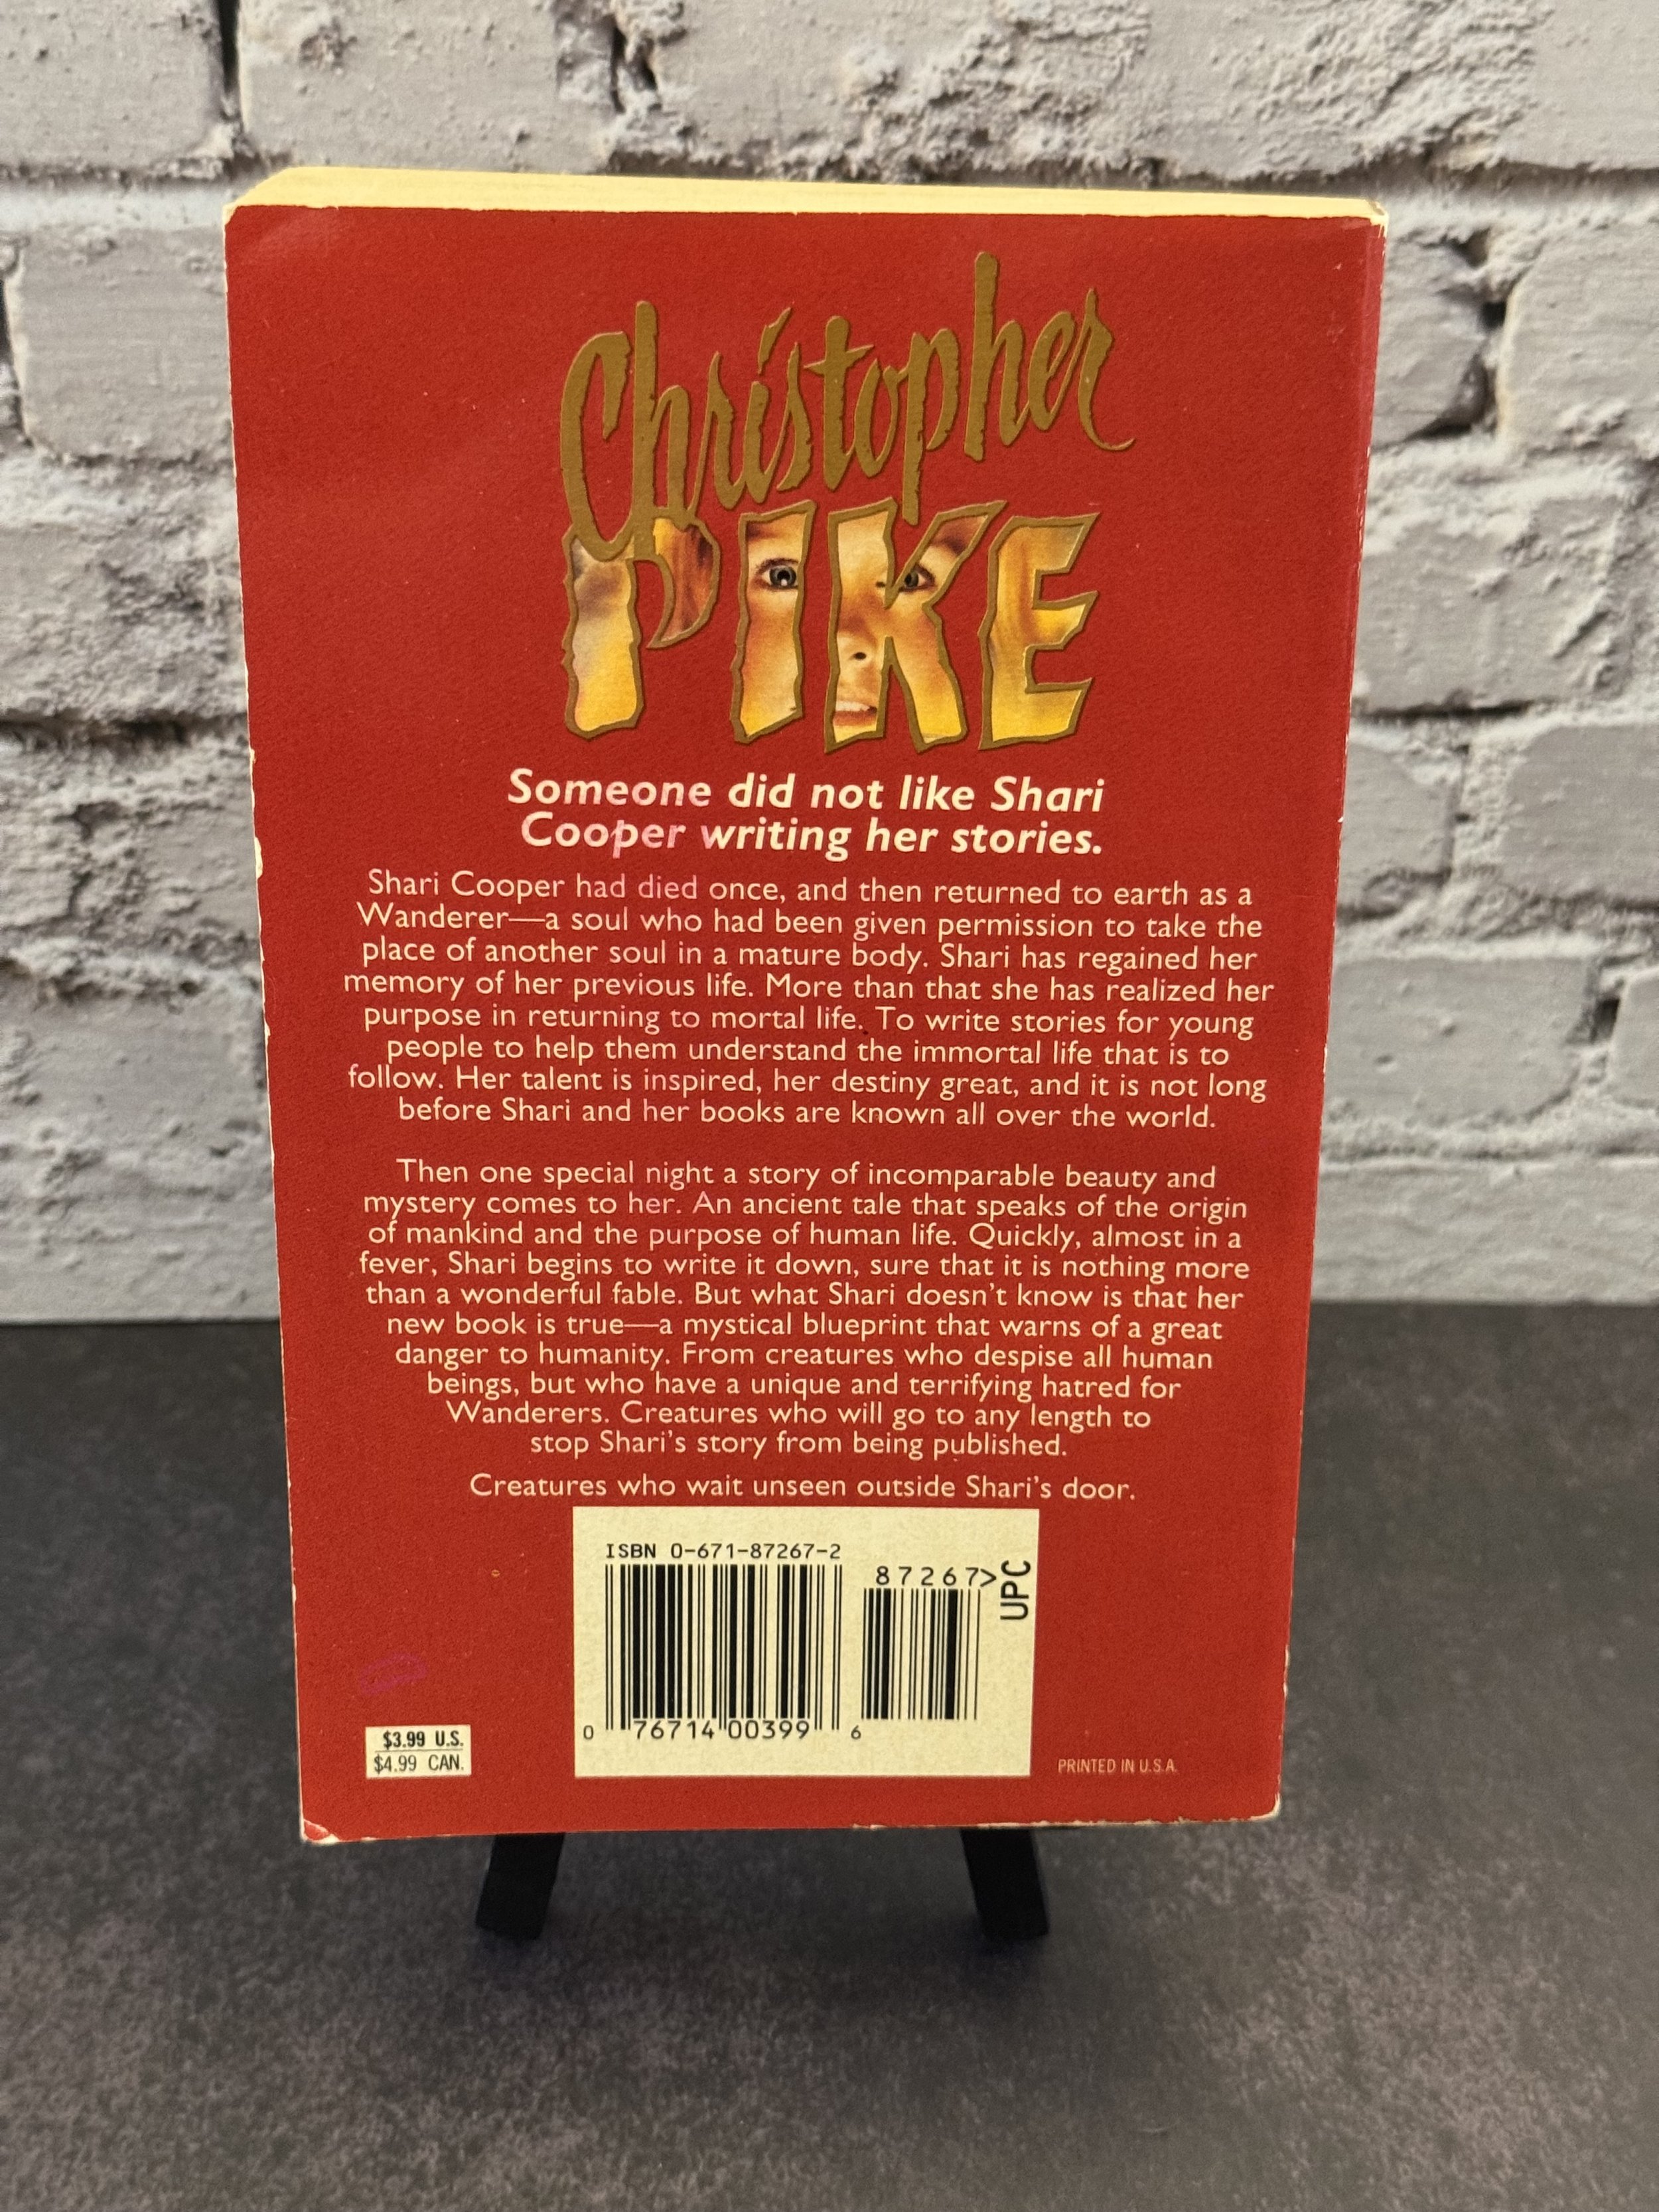 Christopher
PIKE
Someone did not like Shari
Cooper writing her stories.
Shari Cooper had died once, and then returned to earth as a
Wanderer—a soul who had been given permission to take the
place of another soul in a mature body. Shari has regained her
memory of her previous life. More than that she has realized her
purpose in returning to mortal life. To write stories for young
people to help them understand the immortal life that is to
follow. Her talent is inspired, her destiny great, and it is not long
before Shari and her books are known all over the world.
Then one special night a story of incomparable beauty and
mystery comes to her. An ancient tale that speaks of the origin
of mankind and the purpose of human life. Quickly, almost in a
fever, Shari begins to write it down, sure that it is nothing more
than a wonderful fable. But what Shari doesn't know is that her
new book is true—a mystical blueprint that warns of a great
danger to humanity. From creatures who despise all human
beings, but who have a unique and terrifying hatred for
Wanderers. Creatures who will go to any length to
stop Shari's story from being published.
Creatures who wait unseen outside Shari's door.
ISBN 0-671-87267-2
87267>
UPC
0 76714 00399 6
$3.99 U.S.
$4.99 CAN.
PRINTED IN U.S.A.